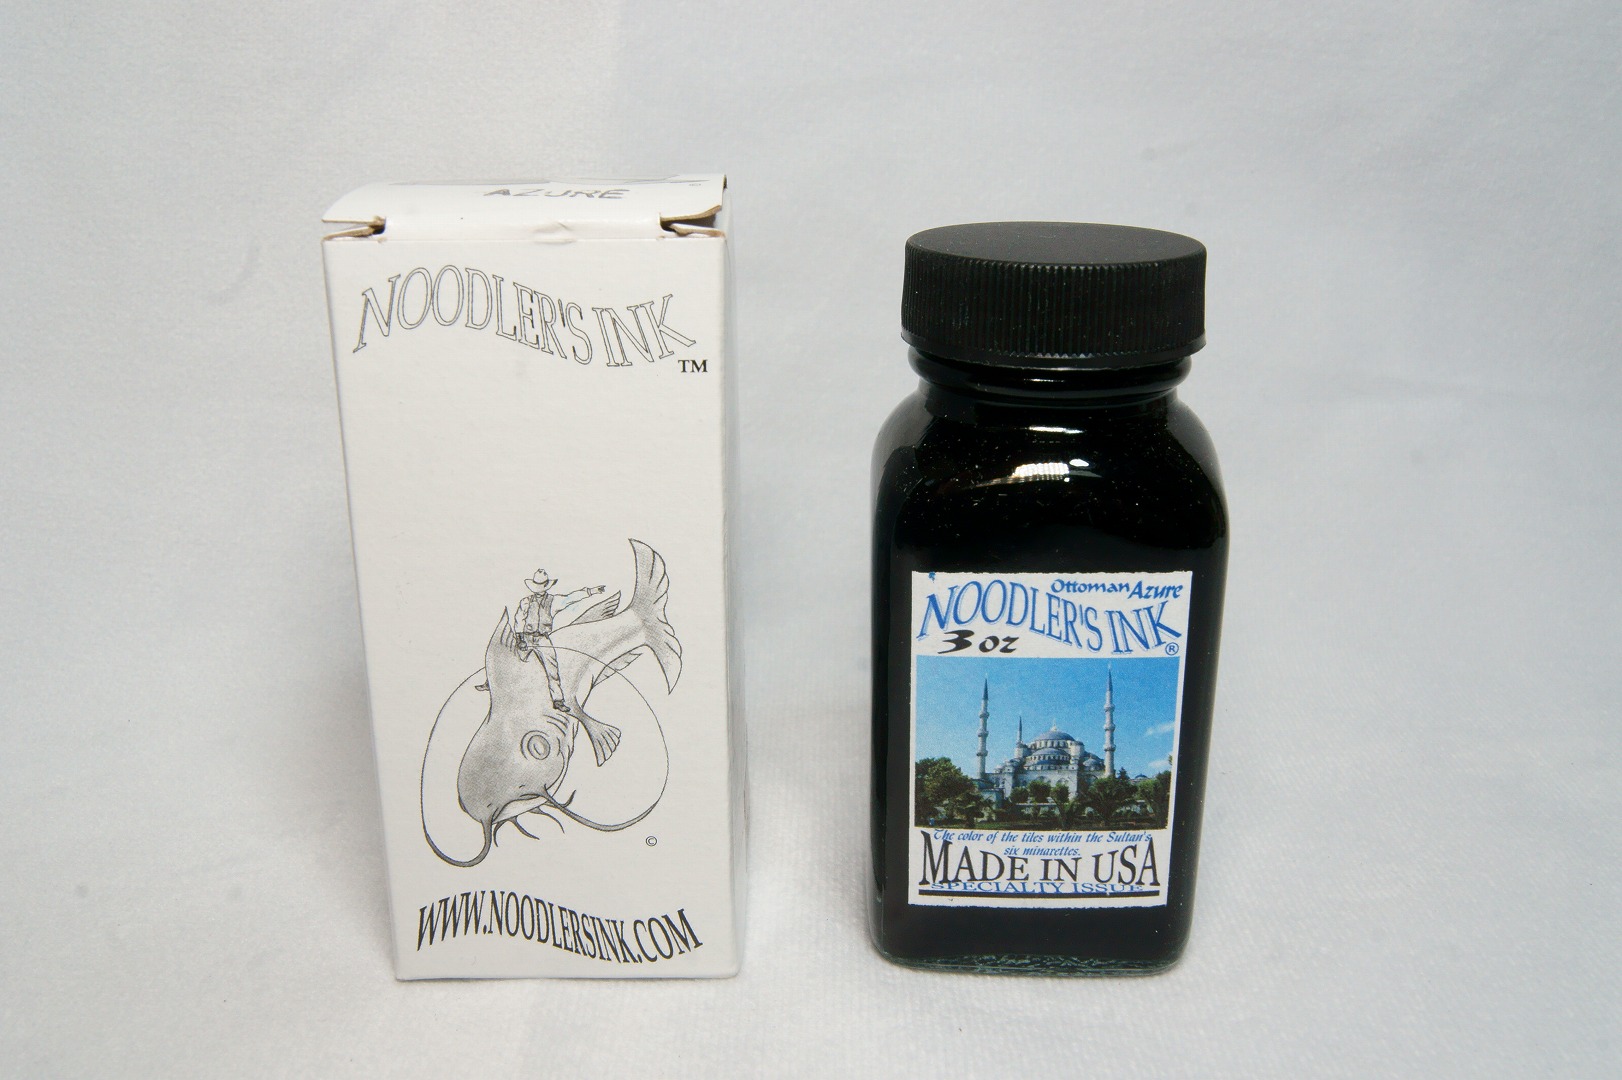 AZURE
NOODLER'S INK
TM
©
WWW.NOODLERSINK.COM
Ottoman Azure
NOODLER'S INK
®
3 oz
The color of the tiles within the Sultan's
six minarettes.
MADE IN USA
SPECIALTY ISSUE